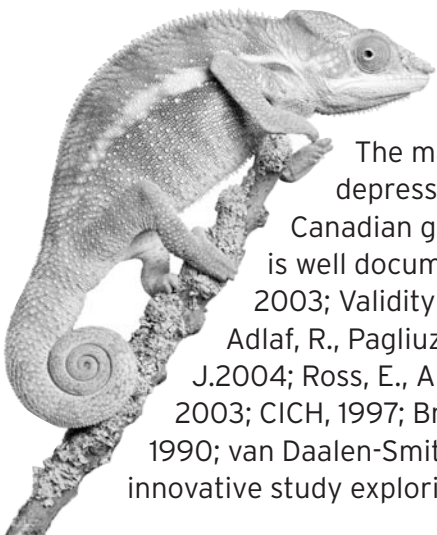 The m
depress
Canadian g
is well docum
2003; Validity
Adlaf, R., Pagliuz
J.2004; Ross, E., A
2003; CICH, 1997; Br
1990; van Daalen-Smit
innovative study explori